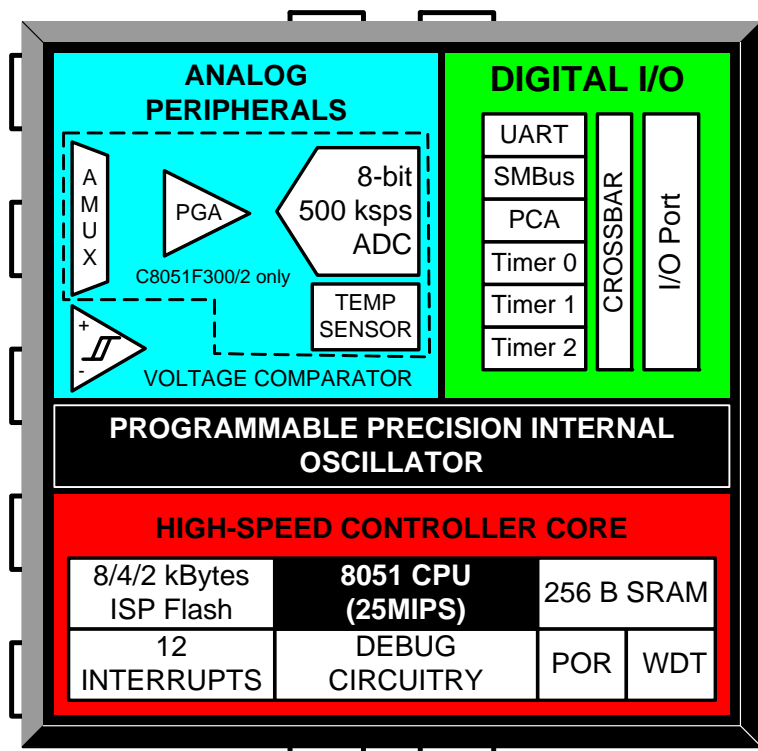 ANALOG
PERIPHERALS
A
M
U
X
PGA
8-bit
500 ksps
ADC
C8051F300/2 only
TEMP
SENSOR
+
-
VOLTAGE COMPARATOR
DIGITAL I/O
UART
SMBus
PCA
Timer 0
Timer 1
Timer 2
CROSSBAR
I/O Port
PROGRAMMABLE PRECISION INTERNAL
OSCILLATOR
HIGH-SPEED CONTROLLER CORE
8/4/2 kBytes
ISP Flash
8051 CPU
(25MIPS)
256 B SRAM
12
INTERRUPTS
DEBUG
CIRCUITRY
POR
WDT